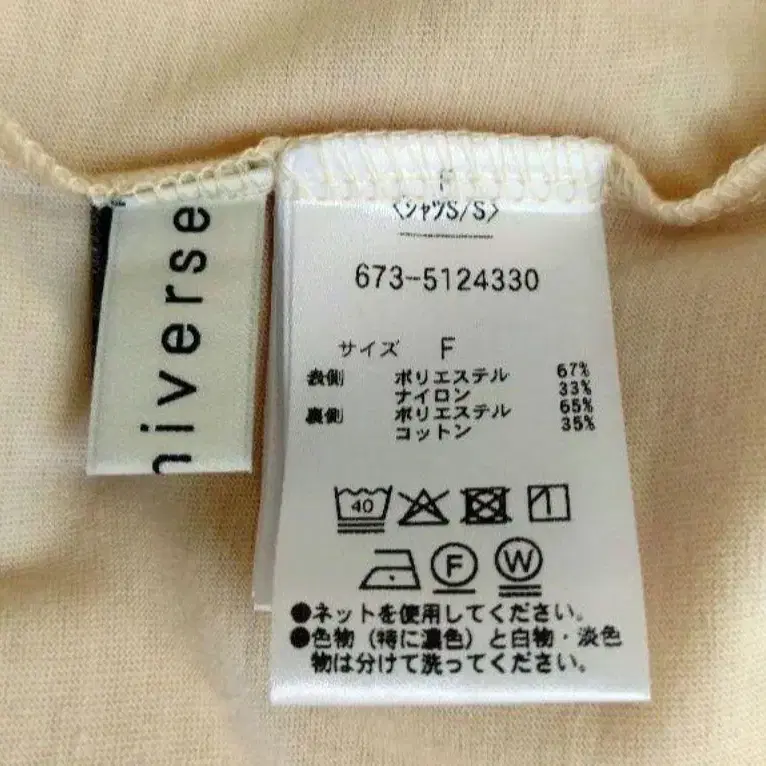 niverse
F
〈シャツS/S〉
673-5124330
サイズ F
表側 ポリエステル 67%
ナイロン 33%
裏側 ポリエステル 65%
コットン 35%
40
F W
●ネットを使用してください。
●色物（特に濃色）と白物・淡色
物は分けて洗ってください。